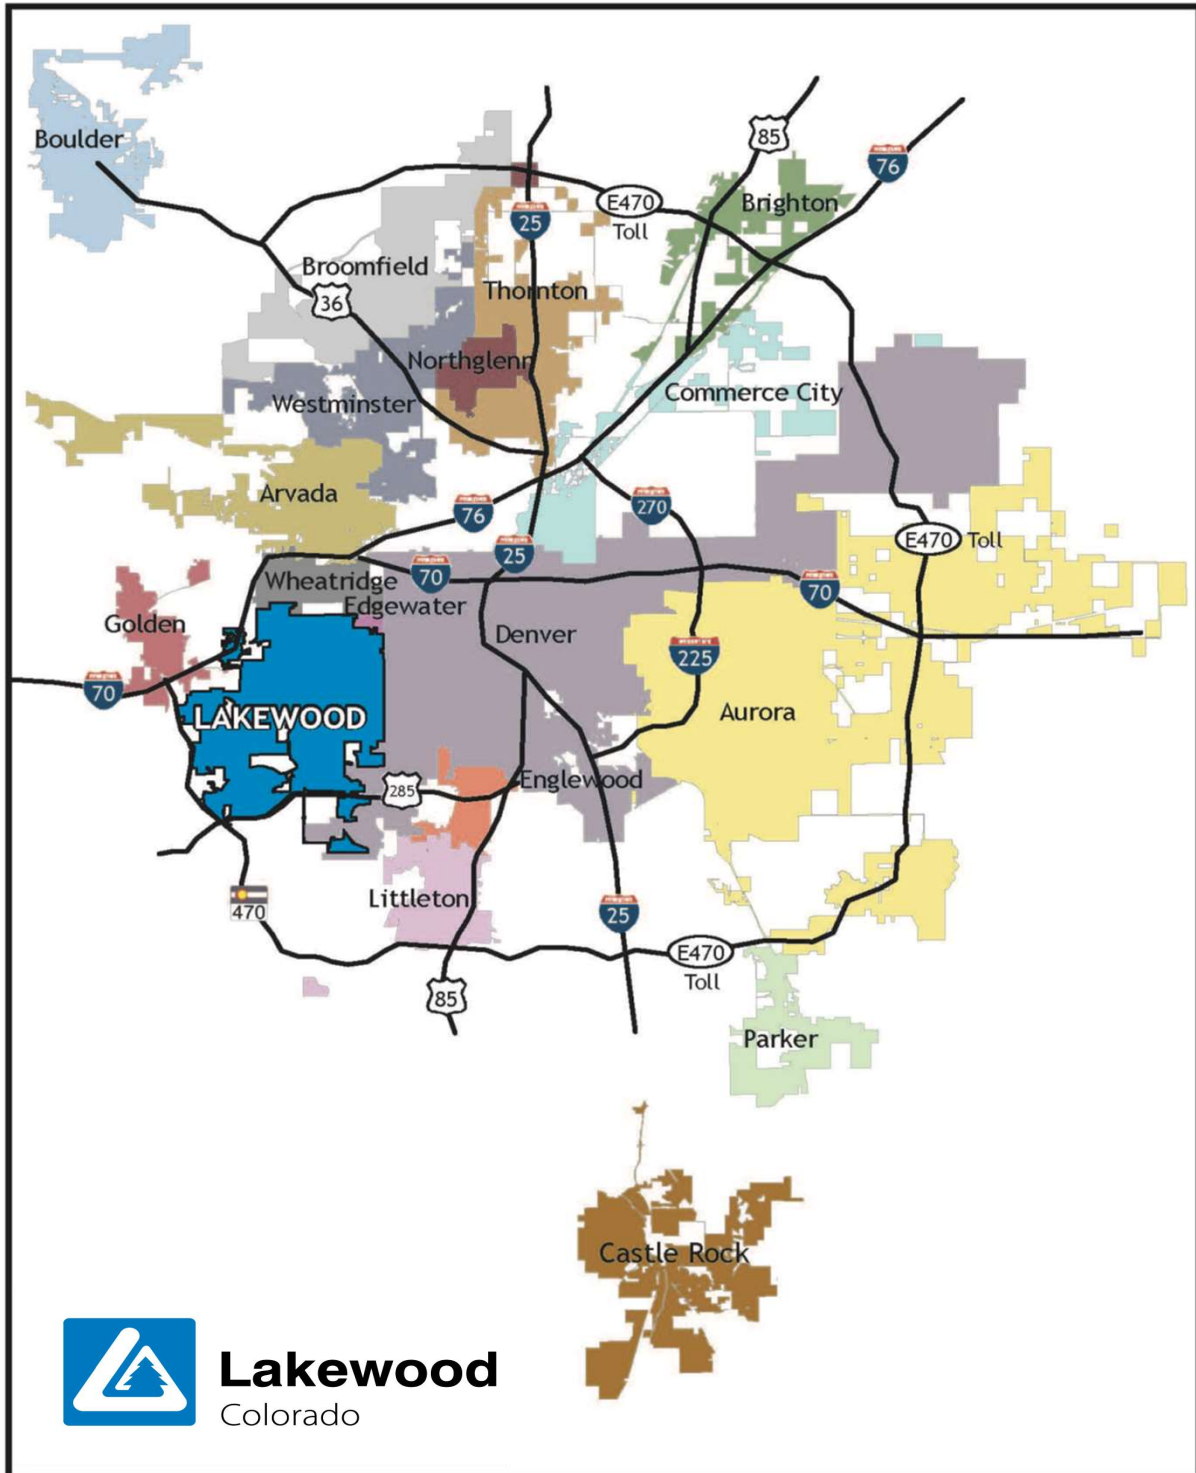 Boulder
85
76
E470
Toll
Brighton
25
Broomfield
36
Thornton
Northglenn
Commerce City
Westminster
Arvada
76
270
E470 Toll
25
70
Wheatridge
70
Edgewater
Golden
Denver
225
70
LAKEWOOD
Aurora
285
Englewood
470
Littleton
25
E470
Toll
85
Parker
Castle Rock
Lakewood
Colorado